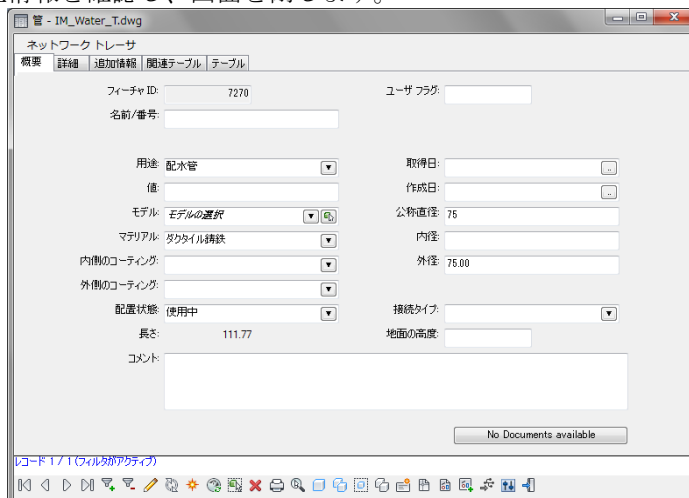 管 - IM_Water_T.dwg
ネットワーク トレーサ
概要 詳細 追加情報 関連テーブル テーブル
フィーチャ ID: 7270 ユーザ フラグ:
名前/番号:
用途: 配水管 取得日:
値: 作成日:
モデル: モデルの選択 公称直径: 75
マテリアル: ダクタイル鋳鉄 内径:
内側のコーティング: 外径: 75.00
外側のコーティング:
配置状態: 使用中 接続タイプ:
長さ: 111.77 地面の高度:
コメント:
No Documents available
レコード 1 / 1 (フィルタがアクティブ)